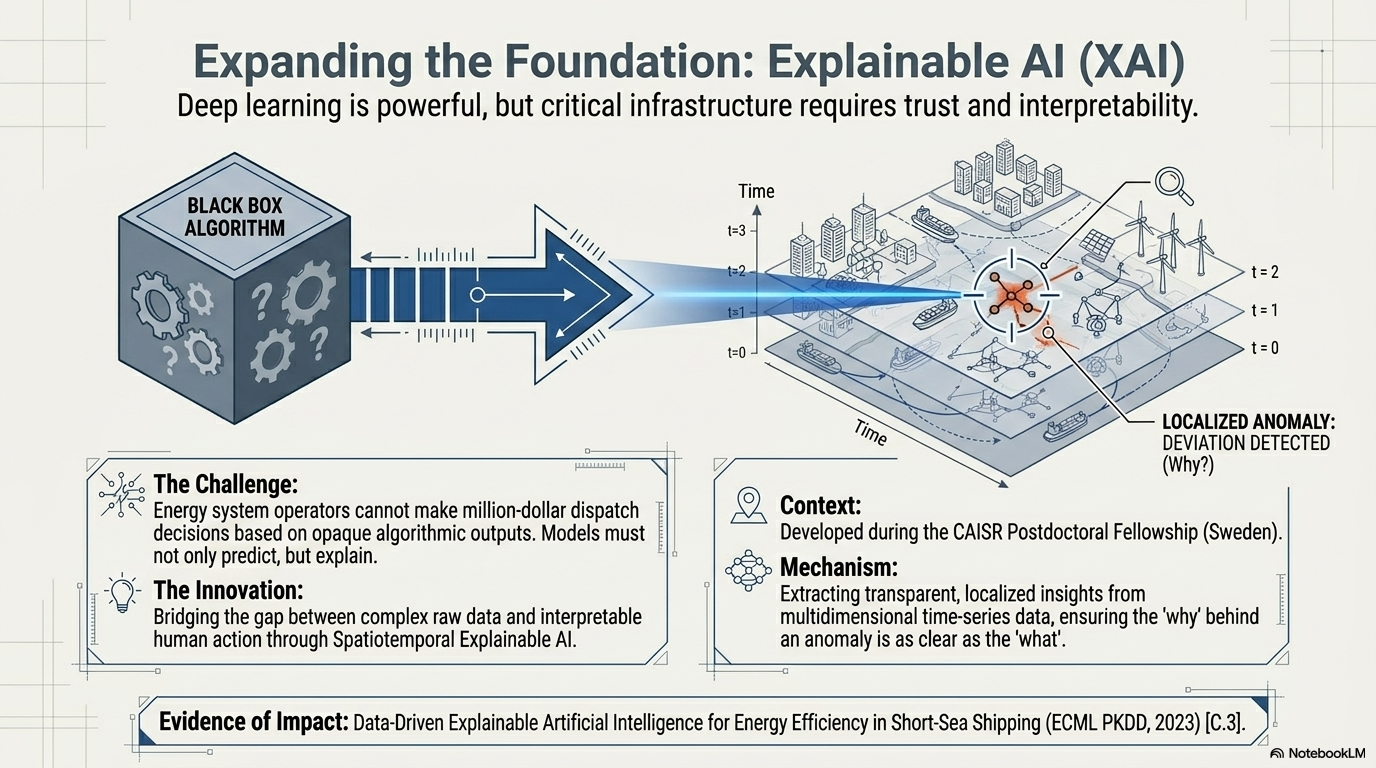 Expanding the Foundation: Explainable AI (XAI)
Deep learning is powerful, but critical infrastructure requires trust and interpretability.
BLACK BOX
ALGORITHM
?
?
?
Time
t=3
t=2
t=1
t=0
t = 2
t = 1
t = 0
Time
LOCALIZED ANOMALY:
DEVIATION DETECTED
(Why?)
The Challenge:
Energy system operators cannot make million-dollar dispatch
decisions based on opaque algorithmic outputs. Models must
not only predict, but explain.
The Innovation:
Bridging the gap between complex raw data and interpretable
human action through Spatiotemporal Explainable AI.
Context:
Developed during the CAISR Postdoctoral Fellowship (Sweden).
Mechanism:
Extracting transparent, localized insights from
multidimensional time-series data, ensuring the 'why' behind
an anomaly is as clear as the 'what'.
Evidence of Impact: Data-Driven Explainable Artificial Intelligence for Energy Efficiency in Short-Sea Shipping (ECML PKDD, 2023) [C.3].
NotebookLM